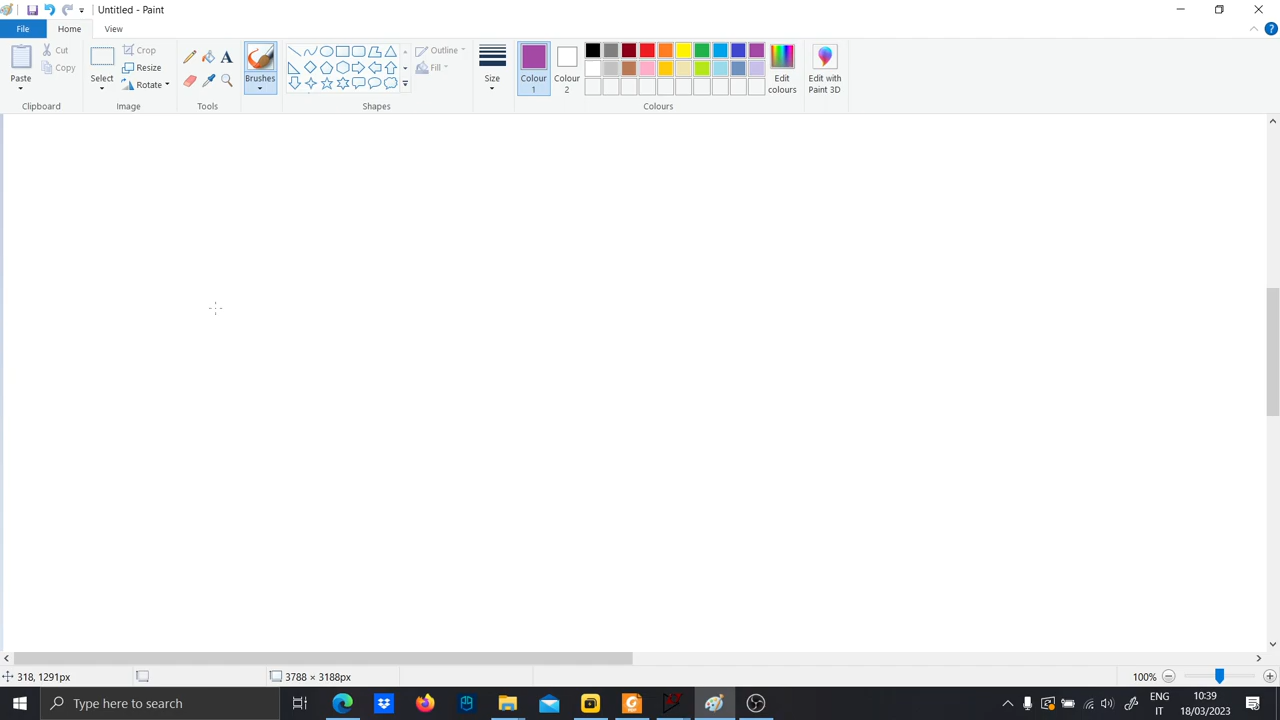 Untitled - Paint
File Home View
Paste
Clipboard
Cut
Copy
Select
Crop
Resize
Rotate
Image
A
Tools
Brushes
Outline
Fill
Shapes
Size
Colour 1
Colour 2
Edit colours
Colours
Edit with Paint 3D
318, 1291px
3788 × 3188px
100%
Type here to search
ENG
IT
10:39
18/03/2023